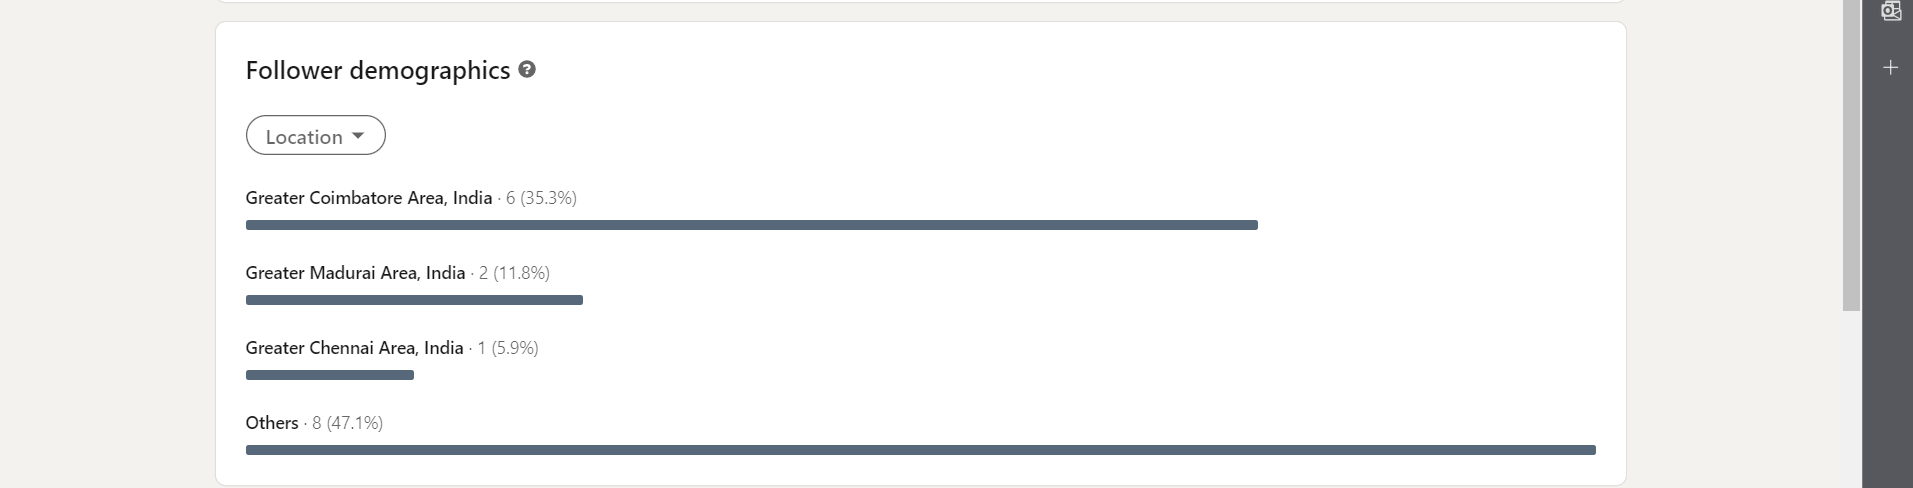 Follower demographics ?
Location
Greater Coimbatore Area, India · 6 (35.3%)
Greater Madurai Area, India · 2 (11.8%)
Greater Chennai Area, India · 1 (5.9%)
Others · 8 (47.1%)